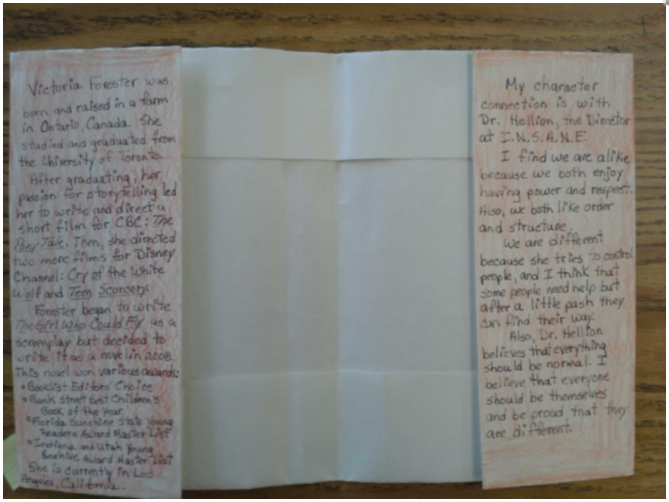 Victoria Forester was
born and raised in a farm
in Ontario, Canada. She
studied and graduated from
the University of Toronto.
After graduating, her
passion for storytelling led
her to write and direct a
short film for CBC: The
Tale. Then, she directed
two more films for Disney
Channel: Cry of the White
Wolf and Teen Sorcery.
Forester began to write
The Girl Who Could Fly as a
screenplay but decided to
write it as a novel in 2008.
This novel won various awards:
• Booklist Editors Choice
• Bank Street Best Children's
Book of the Year
• Florida Sunshine State Young
Readers Award Master List
• Indiana and Utah Young
Beehive Award Master List
She is currently in Los
Angeles, California.
My character
connection is with
Dr. Hellion, the Director
at I.N.S.A.N.E.
I find we are alike
because we both enjoy
having power and respect.
Also, we both like order
and structure.
We are different
because she tries to control
people, and I think that
some people need help but
after a little push they
can find their way.
Also, Dr. Hellion
believes that everything
should be normal. I
believe that everyone
should be themselves
and be proud that they
are different.